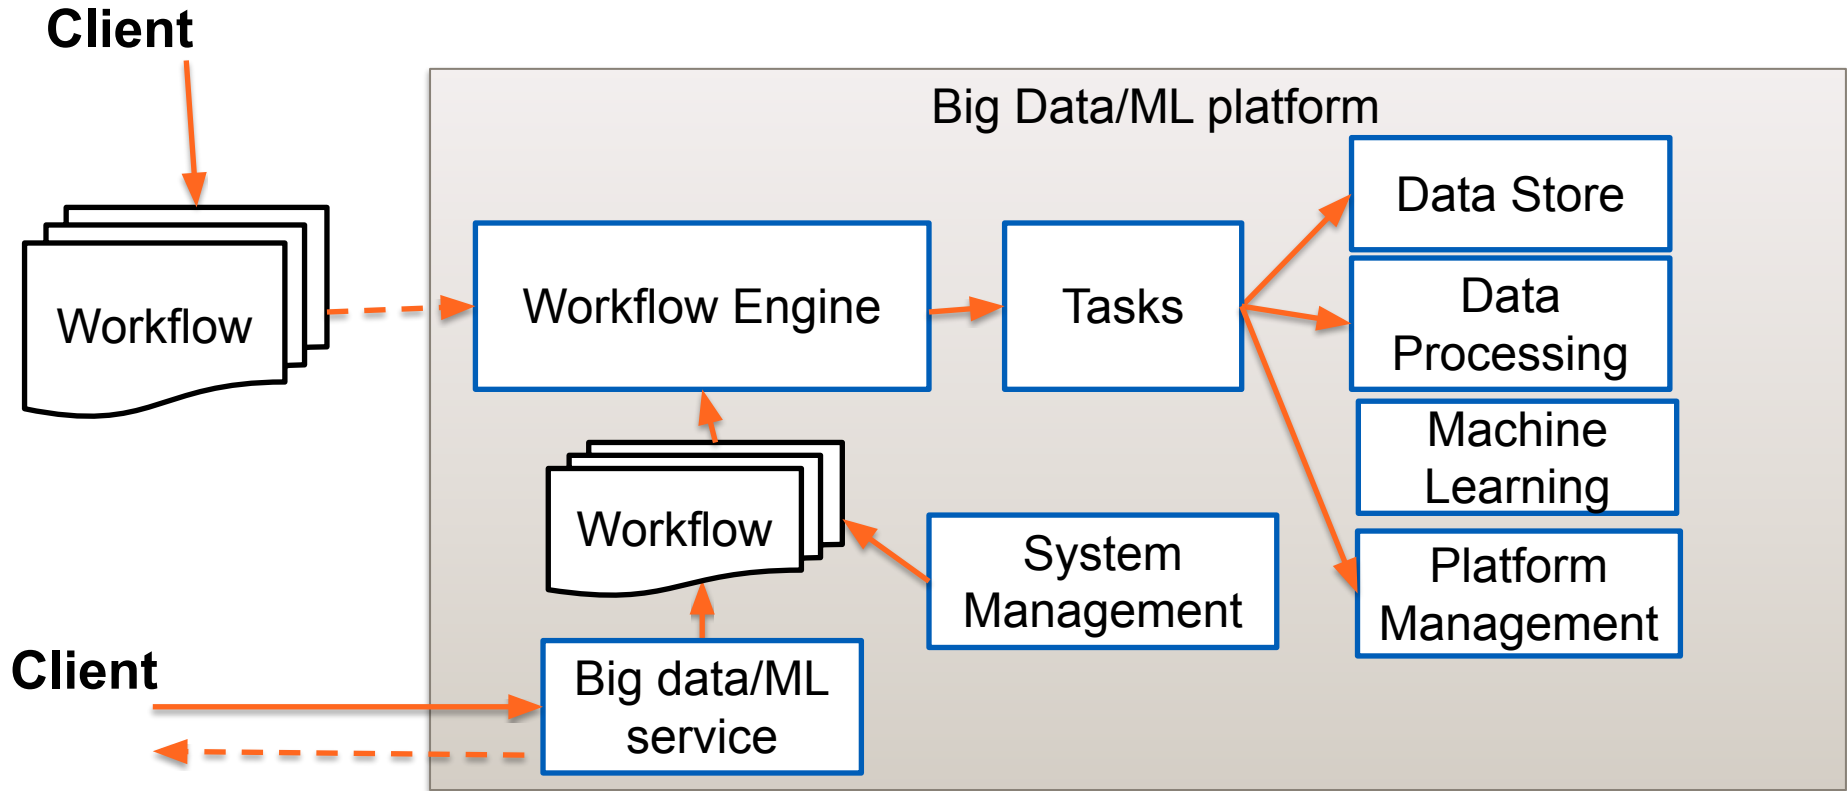 Client
Big Data/ML platform
Data Store
Workflow
Workflow Engine
Tasks
Data
Processing
Machine
Learning
Workflow
System
Management
Platform
Management
Client
Big data/ML
service